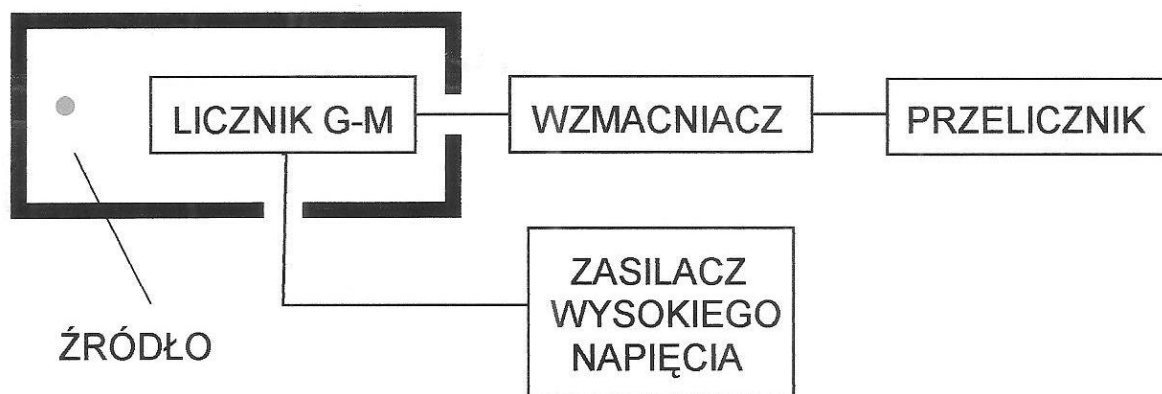 LICZNIK G-M
WZMACNIACZ
PRZELICZNIK
ZASILACZ
WYSOKIEGO
NAPIĘCIA
ŹRÓDŁO